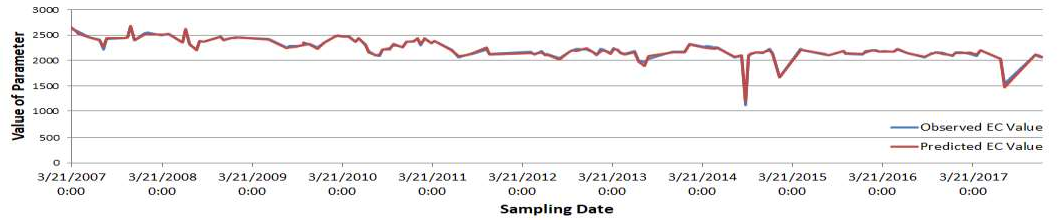 3000
2500
2000
1500
1000
500
0
Value of Parameter
Observed EC Value
Predicted EC Value
3/21/2007 3/21/2008 3/21/2009 3/21/2010 3/21/2011 3/21/2012 3/21/2013 3/21/2014 3/21/2015 3/21/2016 3/21/2017
0:00 0:00 0:00 0:00 0:00 0:00 0:00 0:00 0:00 0:00 0:00
Sampling Date